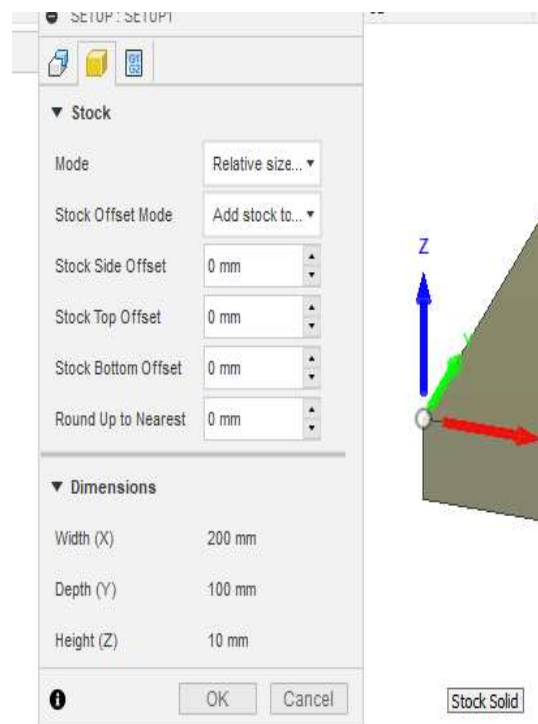 SETUP : SETUP1
G1
G2
▼ Stock
Mode Relative size... ▾
Stock Offset Mode Add stock to... ▾
Stock Side Offset 0 mm
Stock Top Offset 0 mm
Stock Bottom Offset 0 mm
Round Up to Nearest 0 mm
▼ Dimensions
Width (X) 200 mm
Depth (Y) 100 mm
Height (Z) 10 mm
OK Cancel
Z
Y
Stock Solid